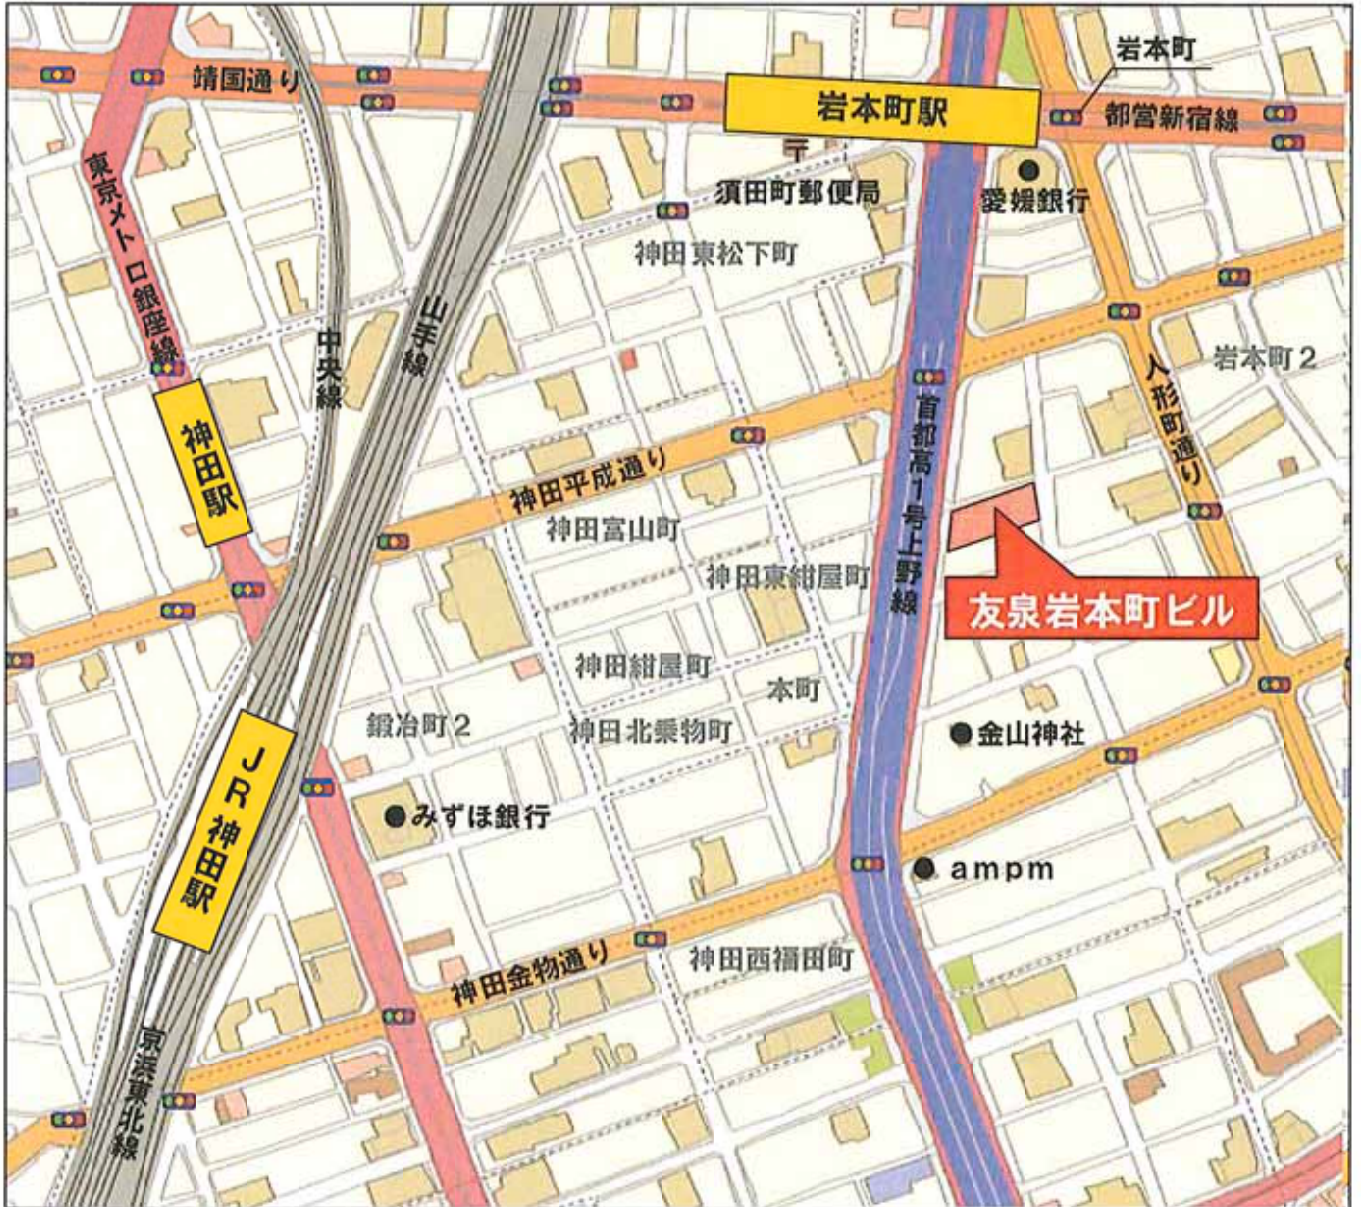 岩本町
靖国通り
岩本町駅
都営新宿線
〒
須田町郵便局
愛媛銀行
東京メトロ銀座線
神田東松下町
山手線
中央線
岩本町2
人形町通り
首都高1号上野線
神田駅
神田平成通り
神田富山町
神田東紺屋町
友泉岩本町ビル
神田紺屋町
本町
鍛冶町2
神田北乗物町
金山神社
JR神田駅
みずほ銀行
ampm
神田西福田町
神田金物通り
京浜東北線